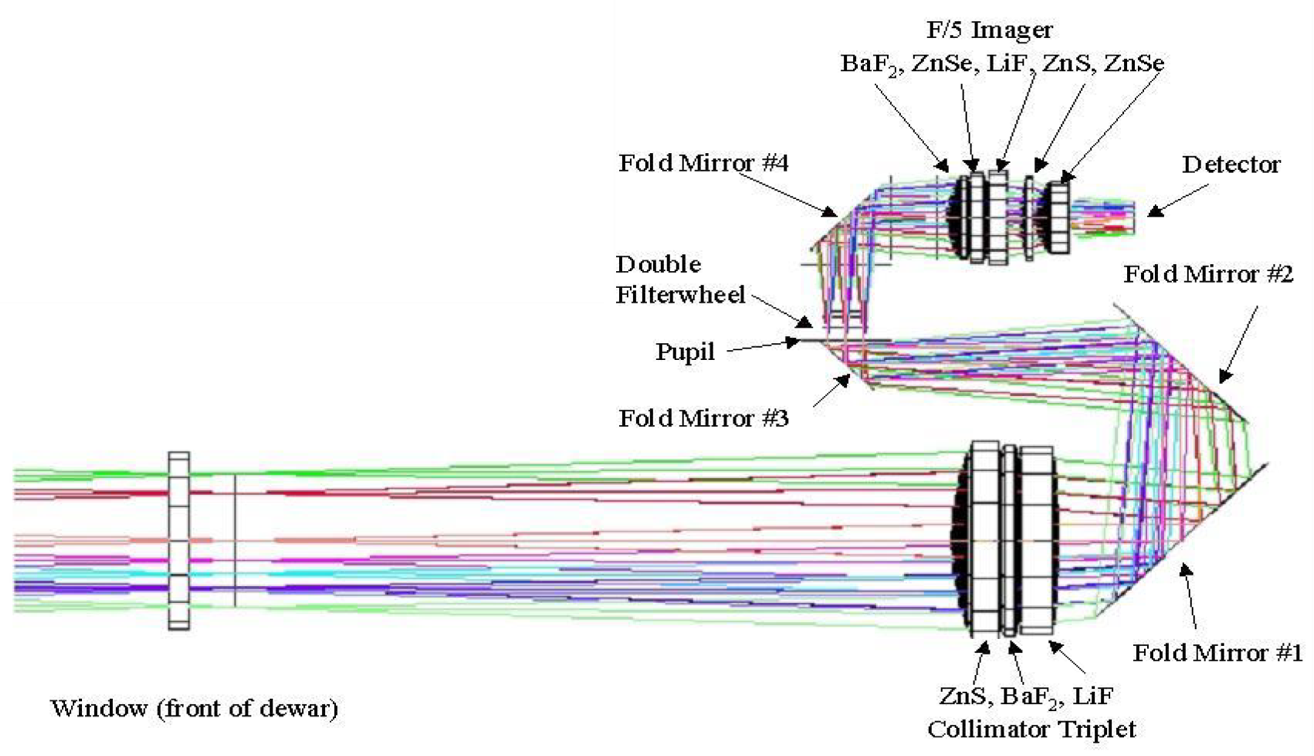 F/5 Imager
BaF₂, ZnSe, LiF, ZnS, ZnSe
Fold Mirror #4
Detector
Double
Filterwheel
Fold Mirror #2
Pupil
Fold Mirror #3
Fold Mirror #1
ZnS, BaF₂, LiF
Collimator Triplet
Window (front of dewar)